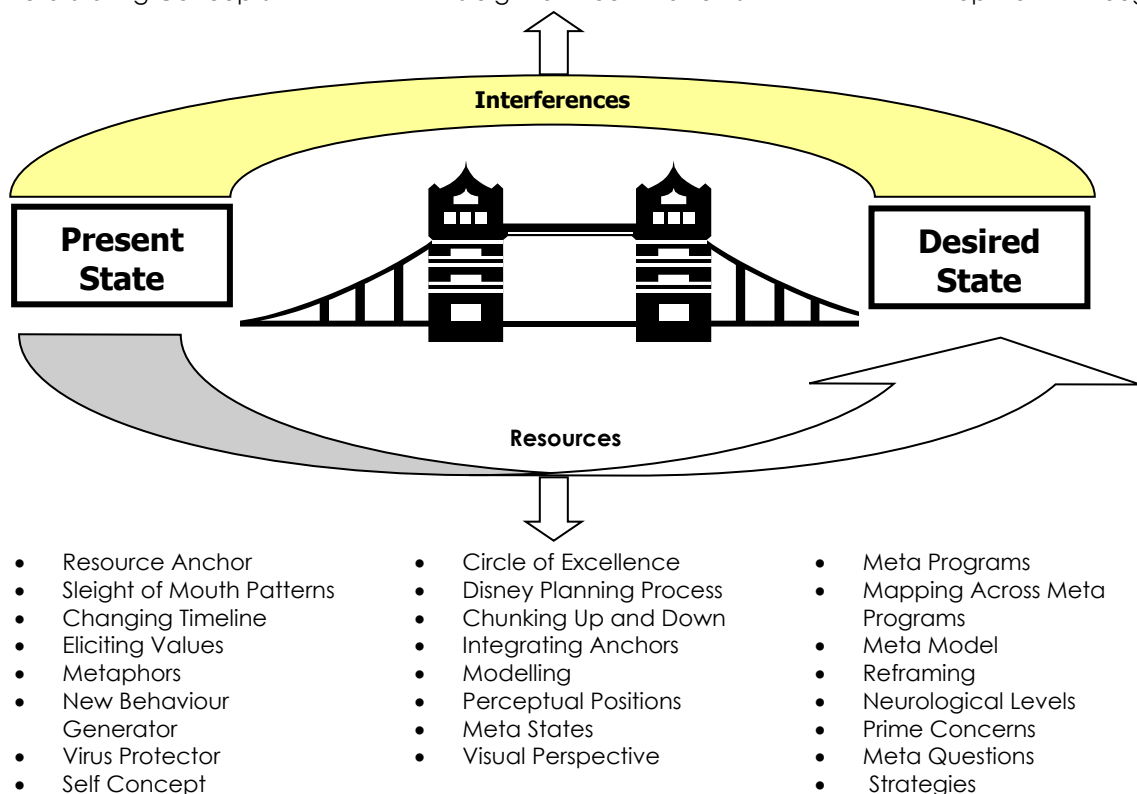 Interferences
Present
State
Desired
State
Resources
• Resource Anchor
• Sleight of Mouth Patterns
• Changing Timeline
• Eliciting Values
• Metaphors
• New Behaviour
Generator
• Virus Protector
• Self Concept
• Circle of Excellence
• Disney Planning Process
• Chunking Up and Down
• Integrating Anchors
• Modelling
• Perceptual Positions
• Meta States
• Visual Perspective
• Meta Programs
• Mapping Across Meta
Programs
• Meta Model
• Reframing
• Neurological Levels
• Prime Concerns
• Meta Questions
• Strategies